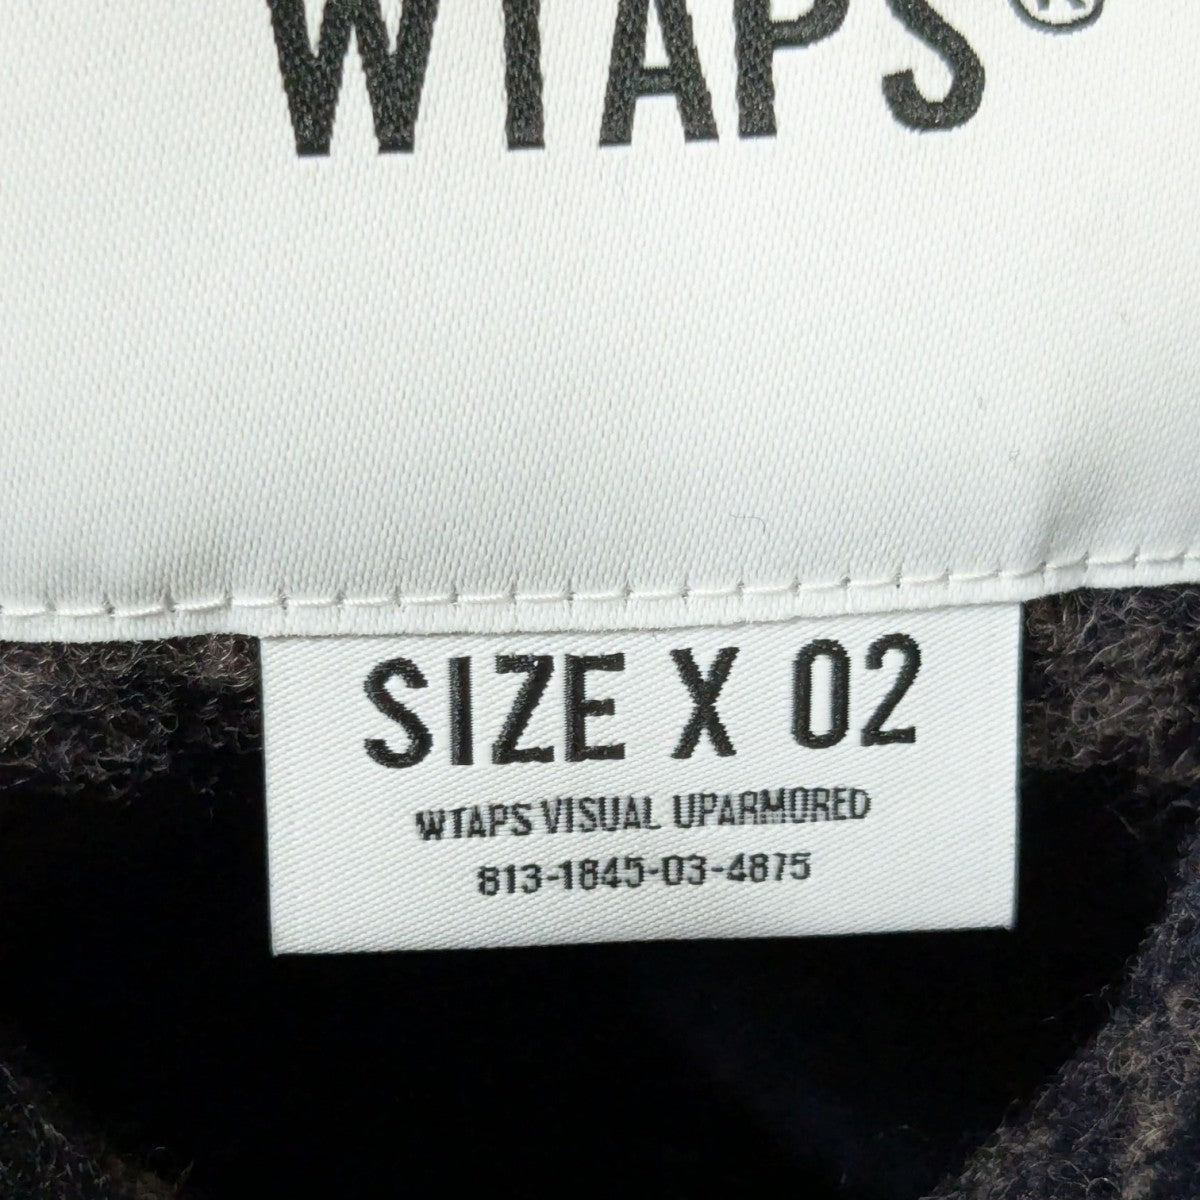 WTAPS®
SIZE X 02
WTAPS VISUAL UPARMORED
813-1845-03-4875